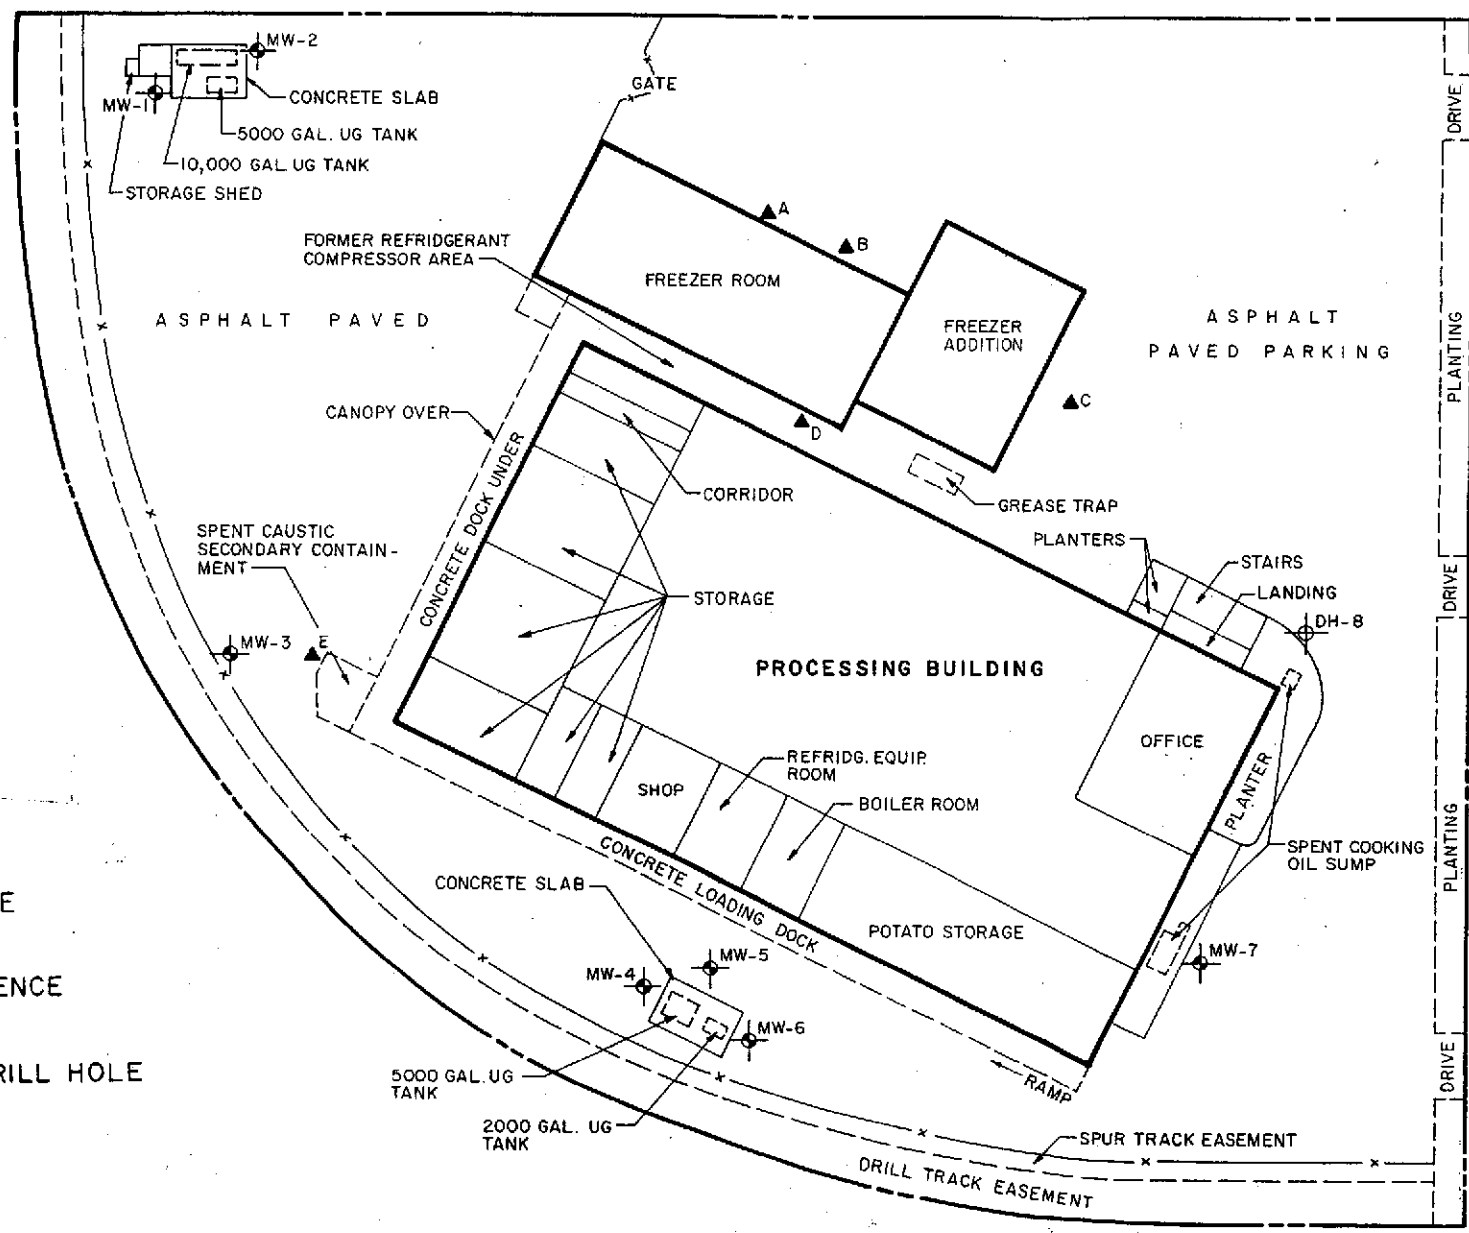 MW-2
MW-1
CONCRETE SLAB
5000 GAL. UG TANK
10,000 GAL. UG TANK
STORAGE SHED
GATE
DRIVE
FORMER REFRIDGERANT
COMPRESSOR AREA
A
B
FREEZER ROOM
FREEZER
ADDITION
ASPHALT PAVED
ASPHALT
PAVED PARKING
PLANTING
CANOPY OVER
C
D
CONCRETE DOCK UNDER
CORRIDOR
GREASE TRAP
SPENT CAUSTIC
SECONDARY CONTAIN-
MENT
PLANTERS
STAIRS
LANDING
DRIVE
STORAGE
DH-8
MW-3
E
PROCESSING BUILDING
OFFICE
REFRIDG. EQUIP.
ROOM
SHOP
BOILER ROOM
PLANTER
PLANTING
SPENT COOKING
OIL SUMP
CONCRETE LOADING DOCK
CONCRETE SLAB
POTATO STORAGE
E
MW-5
MW-4
MW-7
ENCE
MW-6
RILL HOLE
5000 GAL. UG
TANK
RAMP
DRIVE
2000 GAL. UG
TANK
SPUR TRACK EASEMENT
DRILL TRACK EASEMENT